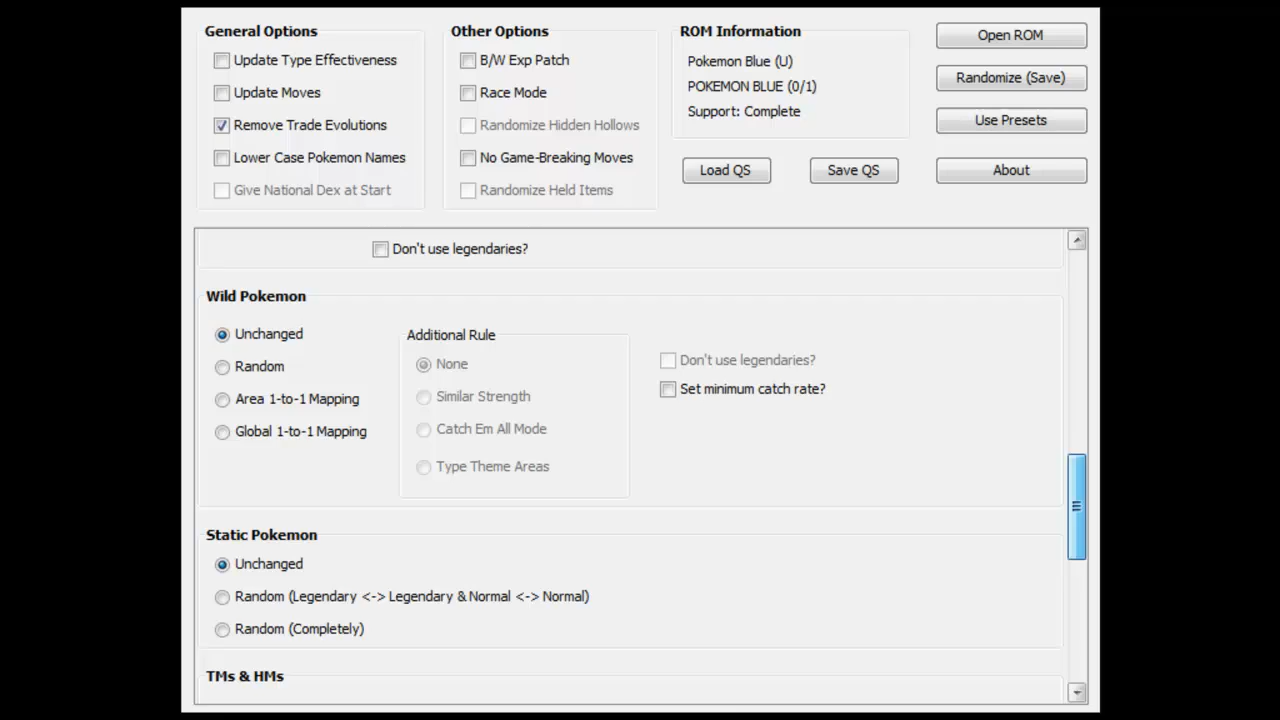 General Options
Update Type Effectiveness
Update Moves
Remove Trade Evolutions
Lower Case Pokemon Names
Give National Dex at Start
Other Options
B/W Exp Patch
Race Mode
Randomize Hidden Hollows
No Game-Breaking Moves
Randomize Held Items
ROM Information
Pokemon Blue (U)
POKEMON BLUE (0/1)
Support: Complete
Load QS
Save QS
Open ROM
Randomize (Save)
Use Presets
About
Don't use legendaries?
Wild Pokemon
Unchanged
Random
Area 1-to-1 Mapping
Global 1-to-1 Mapping
Additional Rule
None
Similar Strength
Catch Em All Mode
Type Theme Areas
Don't use legendaries?
Set minimum catch rate?
Static Pokemon
Unchanged
Random (Legendary <-> Legendary & Normal <-> Normal)
Random (Completely)
TMs & HMs